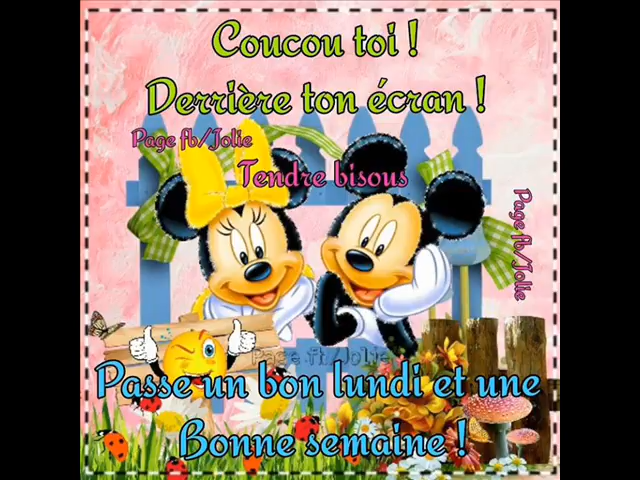 Coucou toi !
Derrière ton écran !
Page fb/Jolie
Tendre bisous
Page fb/Jolie
Page fb/Jolie
Passe un bon lundi et une
Bonne semaine !